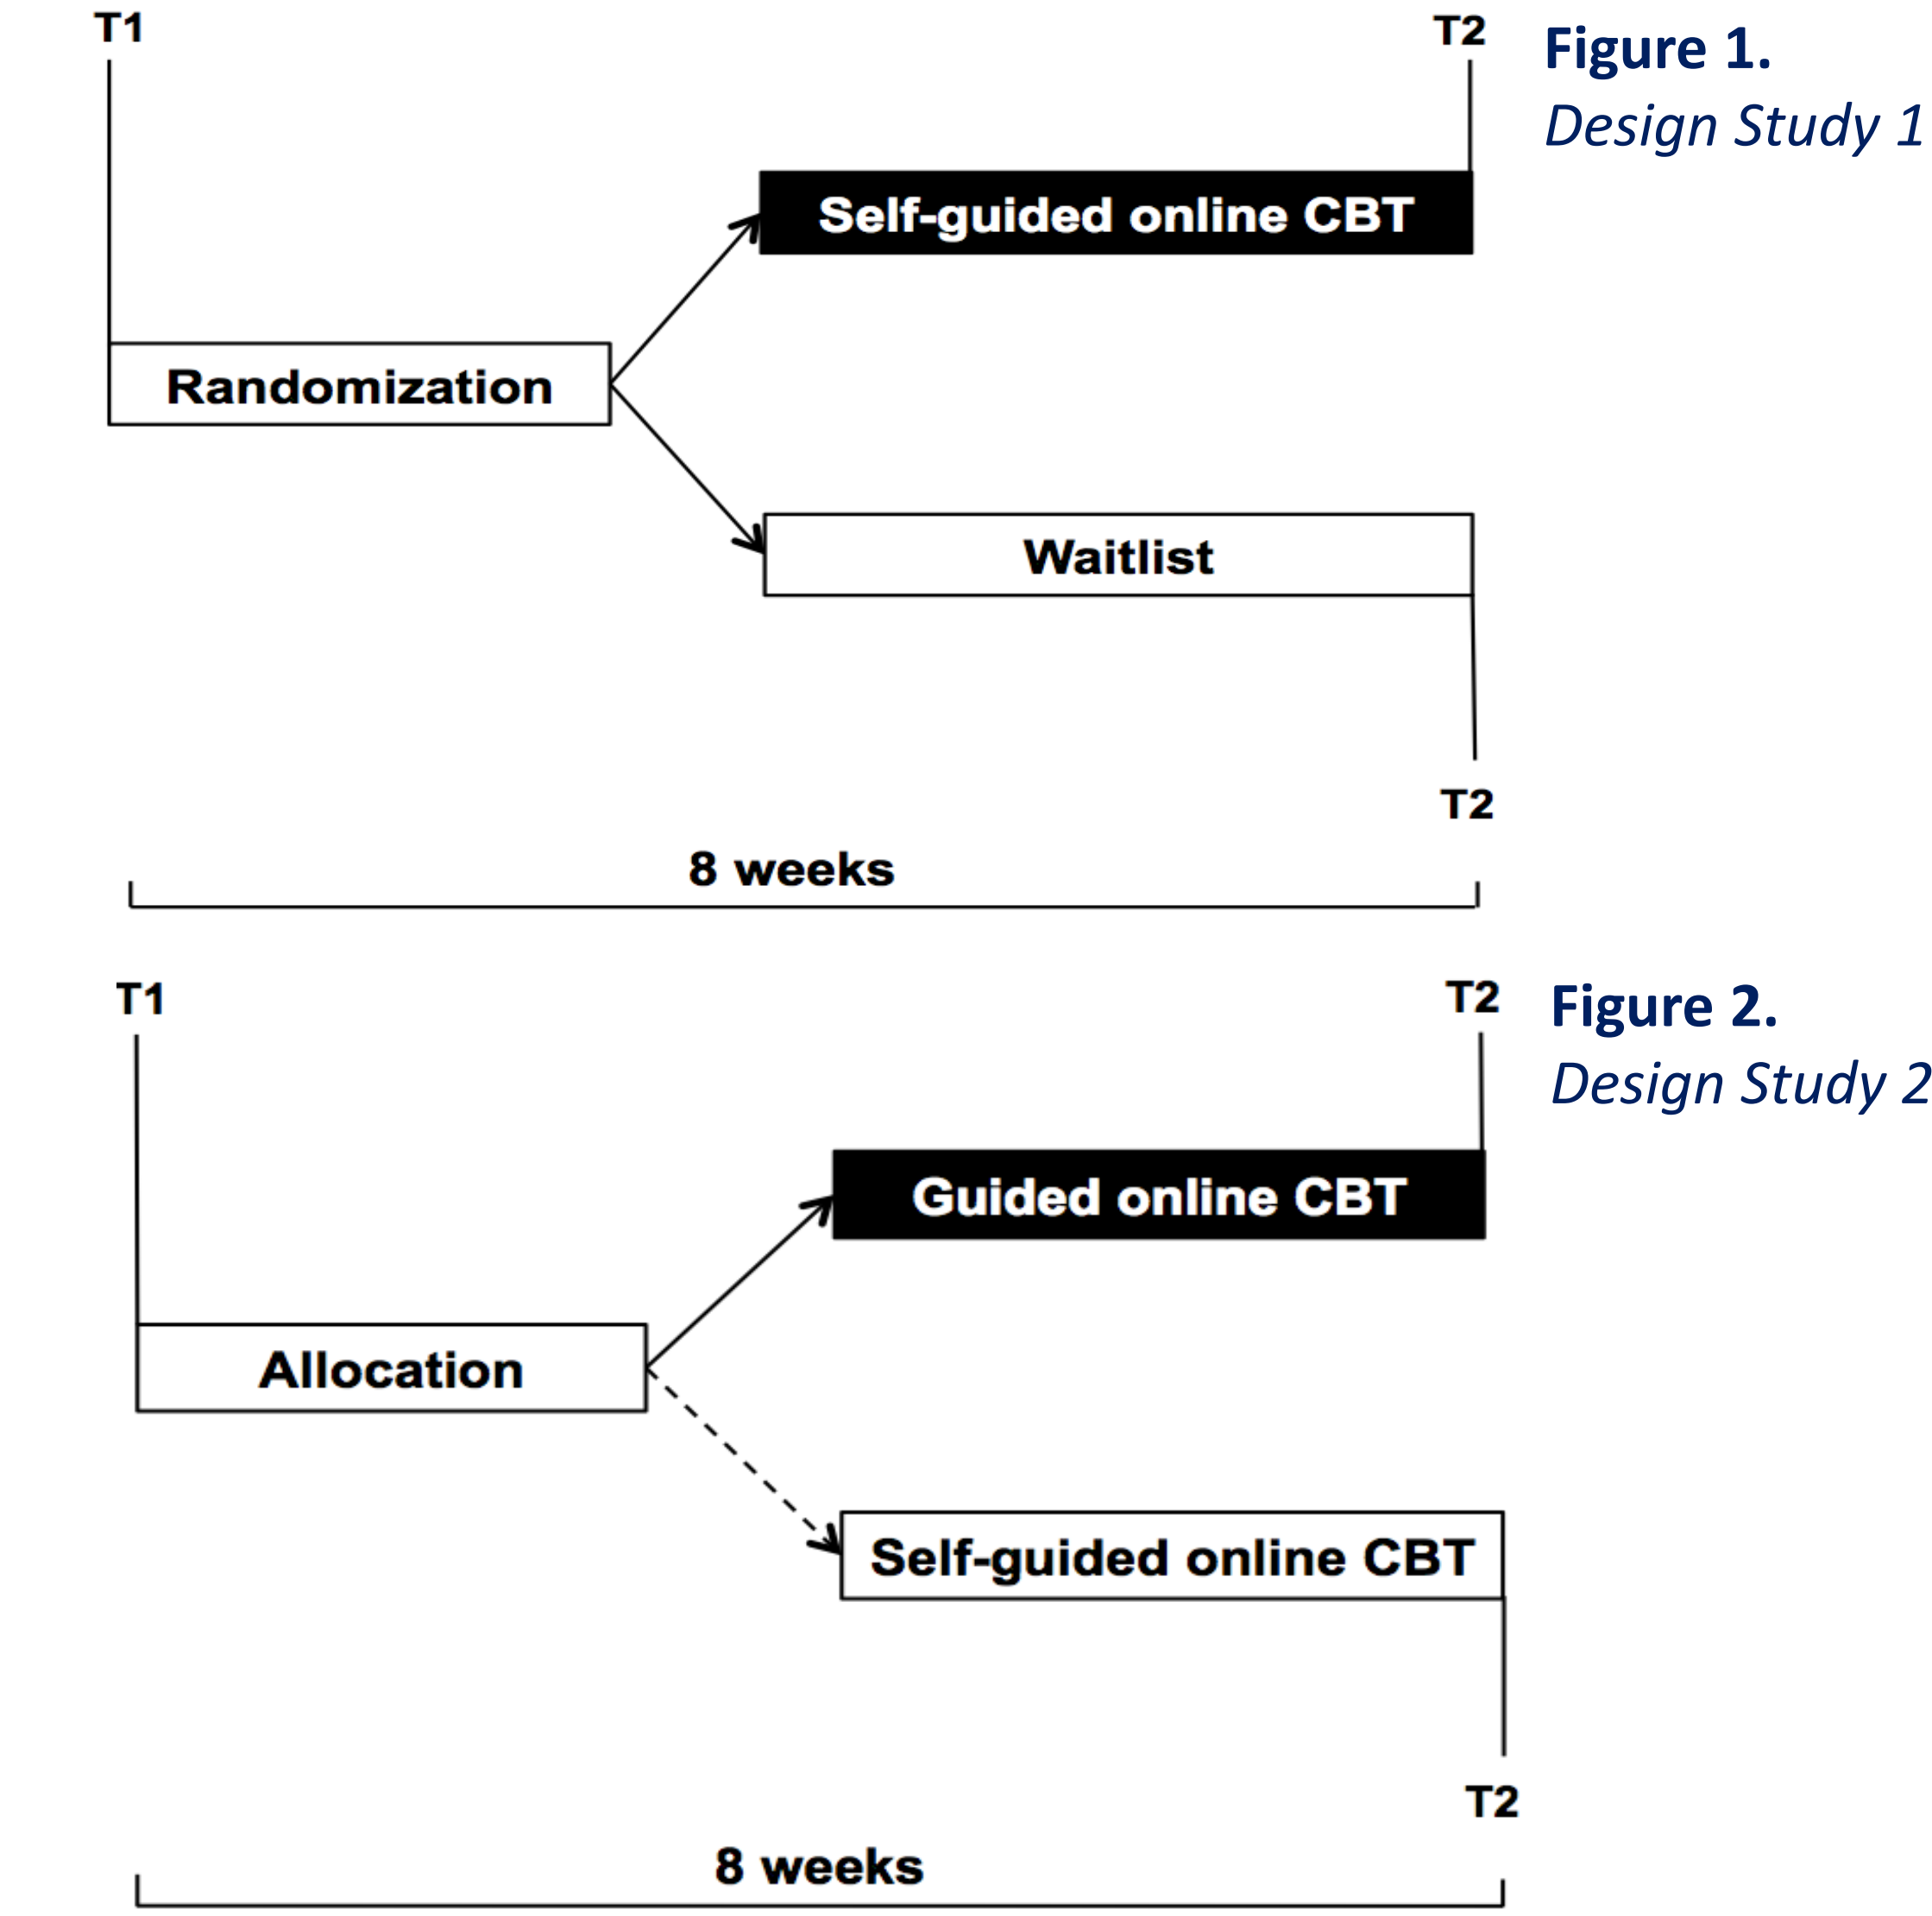 T1
T2
Figure 1.
Design Study 1
Self-guided online CBT
Randomization
Waitlist
T2
8 weeks
T1
T2
Figure 2.
Design Study 2
Guided online CBT
Allocation
Self-guided online CBT
T2
8 weeks